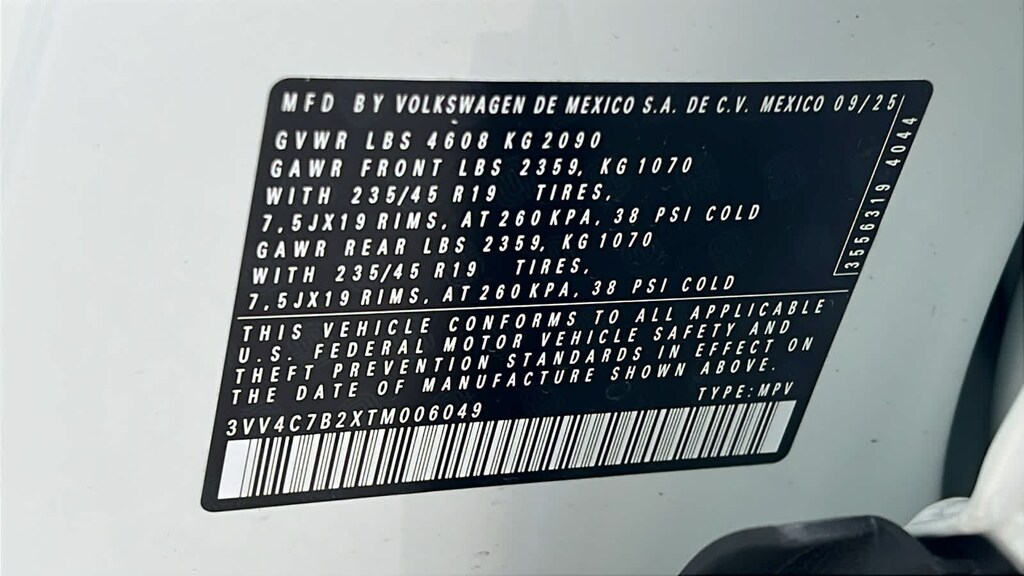 MFD BY VOLKSWAGEN DE MEXICO S.A. DE C.V. MEXICO 09/25
GVWR LBS 4608 KG 2090
GAWR FRONT LBS 2359, KG 1070
WITH 235/45 R19 TIRES,
7,5JX19 RIMS, AT 260 KPA, 38 PSI COLD
GAWR REAR LBS 2359, KG 1070
WITH 235/45 R19 TIRES,
7,5JX19 RIMS, AT 260 KPA, 38 PSI COLD
3556319 4044
THIS VEHICLE CONFORMS TO ALL APPLICABLE
U.S. FEDERAL MOTOR VEHICLE SAFETY AND
THEFT PREVENTION STANDARDS IN EFFECT ON
THE DATE OF MANUFACTURE SHOWN ABOVE.
TYPE: MPV
3VV4C7B2XTM006049